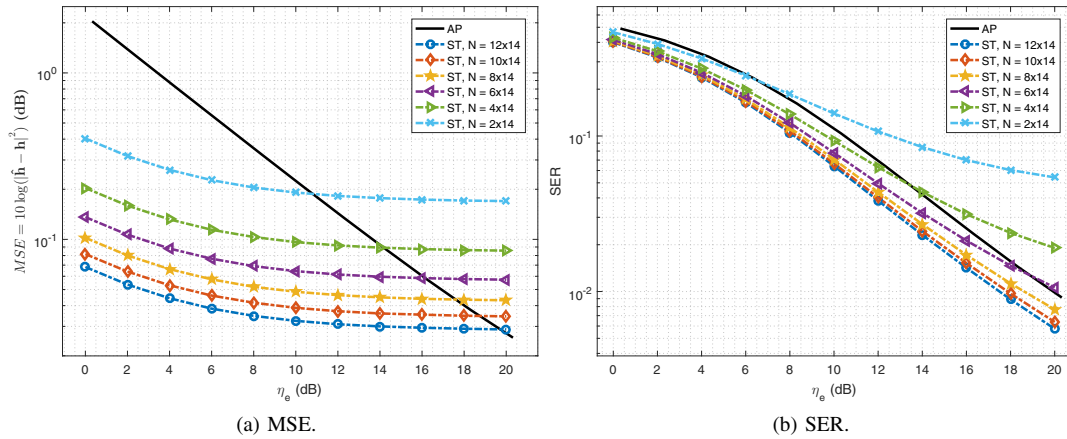 AP
ST, N = 12x14
ST, N = 10x14
ST, N = 8x14
ST, N = 6x14
ST, N = 4x14
ST, N = 2x14
10^0
10^-1
MSE = 10 log(|ĥ − h|^2) (dB)
0 2 4 6 8 10 12 14 16 18 20
η_e (dB)
(a) MSE.
AP
ST, N = 12x14
ST, N = 10x14
ST, N = 8x14
ST, N = 6x14
ST, N = 4x14
ST, N = 2x14
10^-1
10^-2
SER
0 2 4 6 8 10 12 14 16 18 20
η_e (dB)
(b) SER.